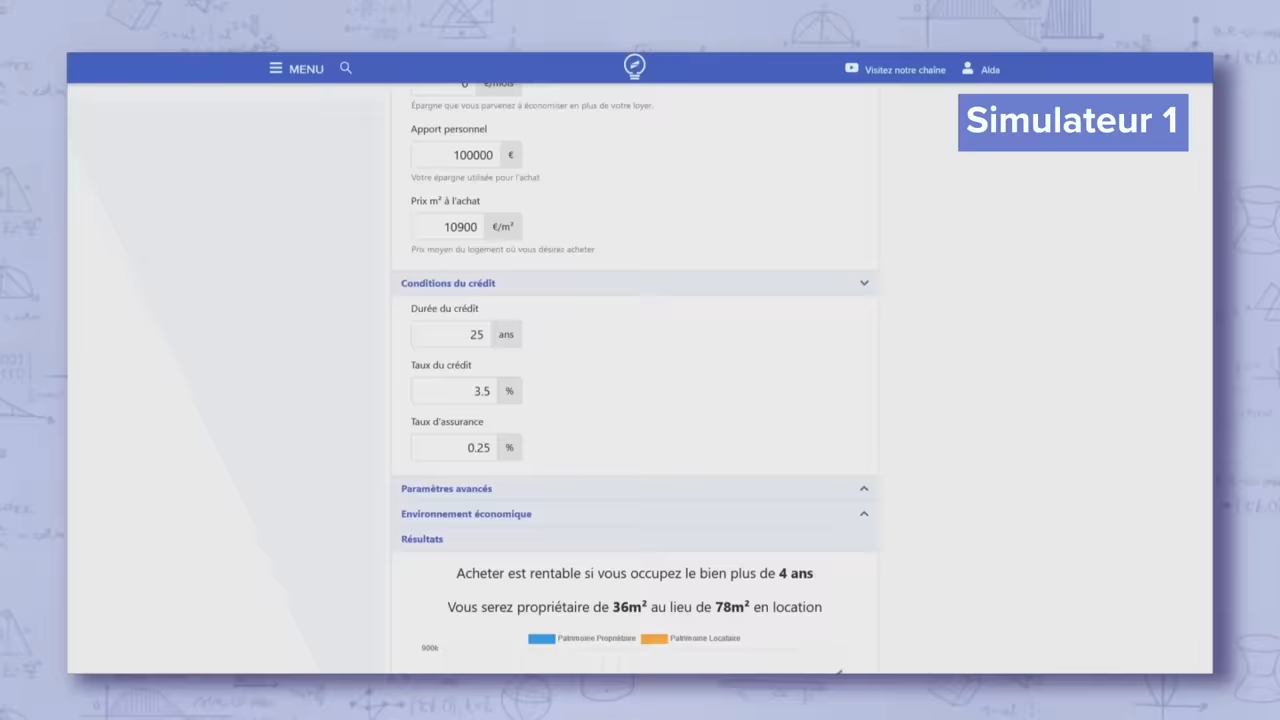 MENU
Visitez notre chaîne
Alda
Simulateur 1
0 €/mois
Épargne que vous parvenez à économiser en plus de votre loyer.
Apport personnel
100000 €
Votre épargne utilisée pour l'achat
Prix m² à l'achat
10900 €/m²
Prix moyen du logement où vous désirez acheter
Conditions du crédit
Durée du crédit
25 ans
Taux du crédit
3.5 %
Taux d'assurance
0.25 %
Paramètres avancés
Environnement économique
Résultats
Acheter est rentable si vous occupez le bien plus de 4 ans
Vous serez propriétaire de 36m² au lieu de 78m² en location
Patrimoine Propriétaire Patrimoine Locataire
900k